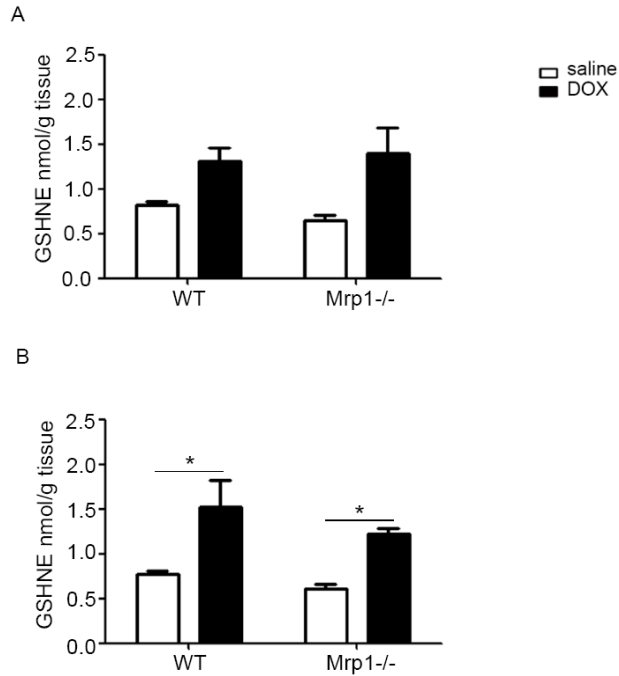 A
GSHNE nmol/g tissue
2.5
2.0
1.5
1.0
0.5
0.0
WT
Mrp1-/-
saline
DOX
B
GSHNE nmol/g tissue
2.5
2.0
1.5
1.0
0.5
0.0
*
*
WT
Mrp1-/-